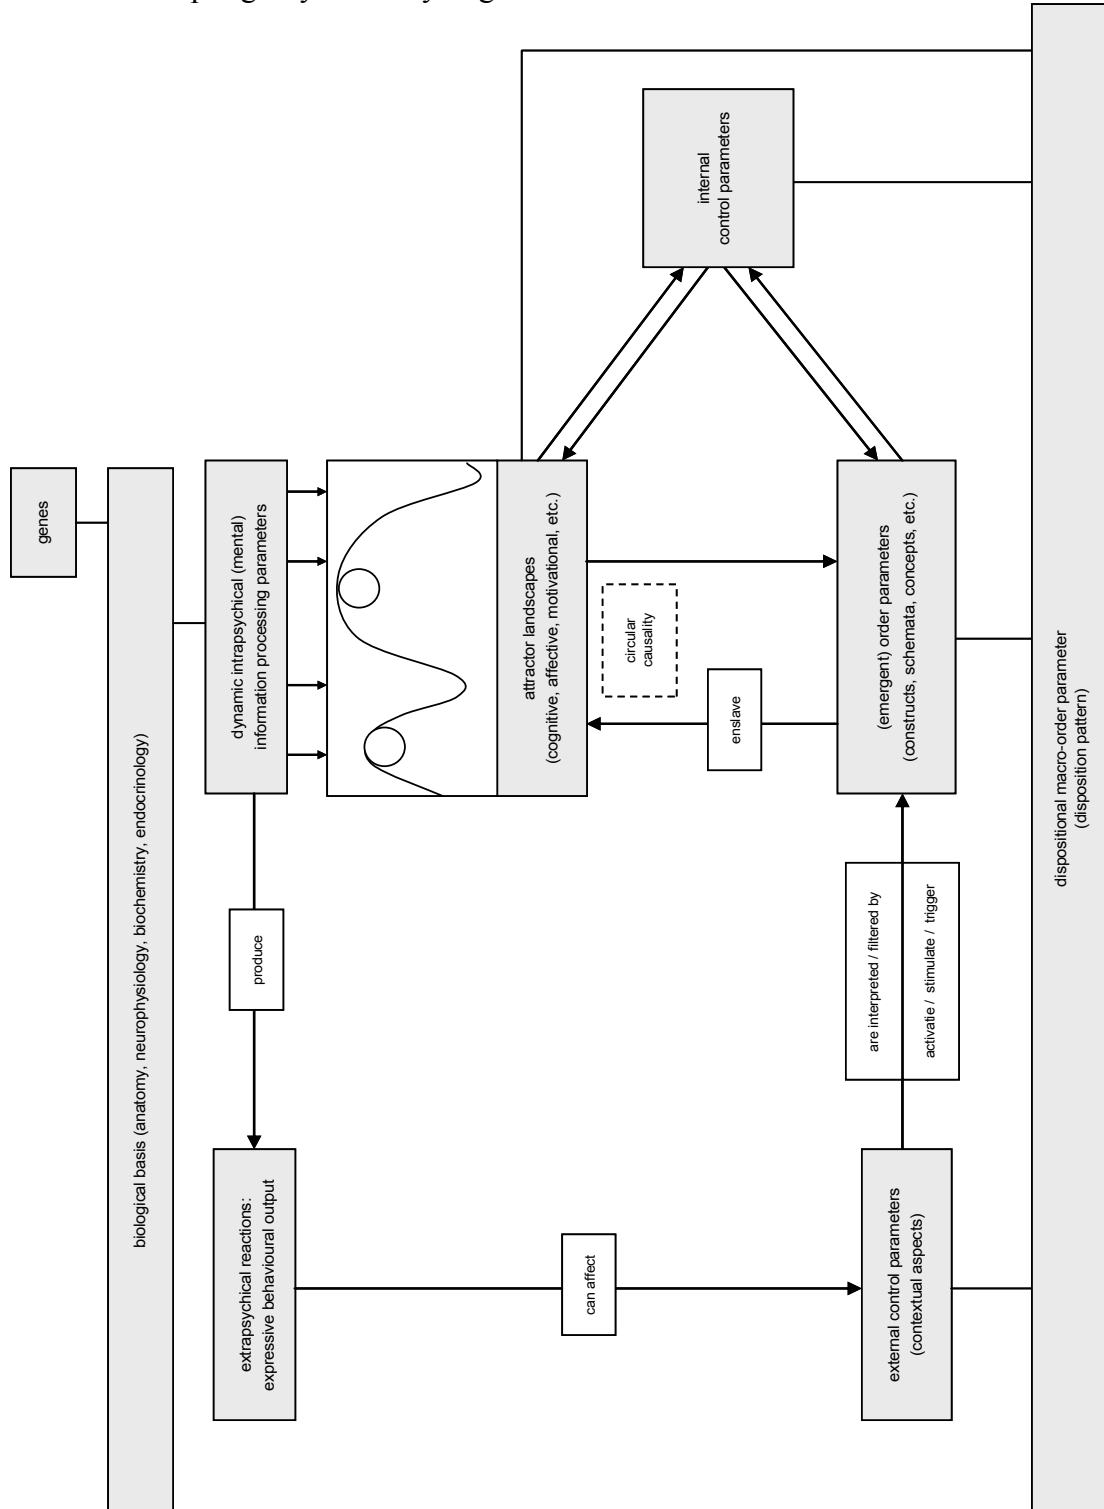 genes
biological basis (anatomy, neurophysiology, biochemistry, endocrinology)
dynamic intrapsychical (mental)
information processing parameters
produce
extrapsychical reactions:
expressive behavioural output
attractor landscapes
(cognitive, affective, motivational, etc.)
internal
control parameters
circular
causality
enslave
can affect
(emergent) order parameters
(constructs, schemata, concepts, etc.)
are interpreted / filtered by
activatie / stimulate / trigger
external control parameters
(contextual aspects)
dispositional macro-order parameter
(disposition pattern)